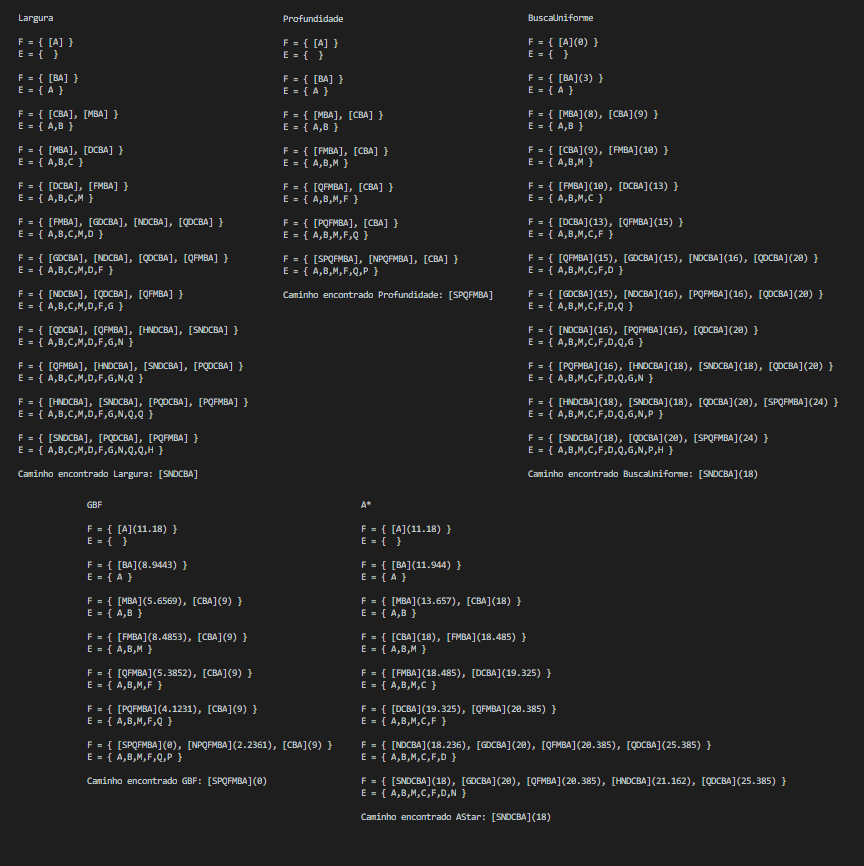 Largura
F = { [A] }
E = {  }
F = { [BA] }
E = { A }
F = { [CBA], [MBA] }
E = { A,B }
F = { [MBA], [DCBA] }
E = { A,B,C }
F = { [DCBA], [FMBA] }
E = { A,B,C,M }
F = { [FMBA], [GDCBA], [NDCBA], [QDCBA] }
E = { A,B,C,M,D }
F = { [GDCBA], [NDCBA], [QDCBA], [QFMBA] }
E = { A,B,C,M,D,F }
F = { [NDCBA], [QDCBA], [QFMBA] }
E = { A,B,C,M,D,F,G }
F = { [QDCBA], [QFMBA], [HNDCBA], [SNDCBA] }
E = { A,B,C,M,D,F,G,N }
F = { [QFMBA], [HNDCBA], [SNDCBA], [PQDCBA] }
E = { A,B,C,M,D,F,G,N,Q }
F = { [HNDCBA], [SNDCBA], [PQDCBA], [PQFMBA] }
E = { A,B,C,M,D,F,G,N,Q,Q }
F = { [SNDCBA], [PQDCBA], [PQFMBA] }
E = { A,B,C,M,D,F,G,N,Q,Q,H }
Caminho encontrado Largura: [SNDCBA]
Profundidade
F = { [A] }
E = {  }
F = { [BA] }
E = { A }
F = { [MBA], [CBA] }
E = { A,B }
F = { [FMBA], [CBA] }
E = { A,B,M }
F = { [QFMBA], [CBA] }
E = { A,B,M,F }
F = { [PQFMBA], [CBA] }
E = { A,B,M,F,Q }
F = { [SPQFMBA], [NPQFMBA], [CBA] }
E = { A,B,M,F,Q,P }
Caminho encontrado Profundidade: [SPQFMBA]
BuscaUniforme
F = { [A](0) }
E = {  }
F = { [BA](3) }
E = { A }
F = { [MBA](8), [CBA](9) }
E = { A,B }
F = { [CBA](9), [FMBA](10) }
E = { A,B,M }
F = { [FMBA](10), [DCBA](13) }
E = { A,B,M,C }
F = { [DCBA](13), [QFMBA](15) }
E = { A,B,M,C,F }
F = { [QFMBA](15), [GDCBA](15), [NDCBA](16), [QDCBA](20) }
E = { A,B,M,C,F,D }
F = { [GDCBA](15), [NDCBA](16), [PQFMBA](16), [QDCBA](20) }
E = { A,B,M,C,F,D,Q }
F = { [NDCBA](16), [PQFMBA](16), [QDCBA](20) }
E = { A,B,M,C,F,D,Q,G }
F = { [PQFMBA](16), [HNDCBA](18), [SNDCBA](18), [QDCBA](20) }
E = { A,B,M,C,F,D,Q,G,N }
F = { [HNDCBA](18), [SNDCBA](18), [QDCBA](20), [SPQFMBA](24) }
E = { A,B,M,C,F,D,Q,G,N,P }
F = { [SNDCBA](18), [QDCBA](20), [SPQFMBA](24) }
E = { A,B,M,C,F,D,Q,G,N,P,H }
Caminho encontrado BuscaUniforme: [SNDCBA](18)
GBF
F = { [A](11.18) }
E = {  }
F = { [BA](8.9443) }
E = { A }
F = { [MBA](5.6569), [CBA](9) }
E = { A,B }
F = { [FMBA](8.4853), [CBA](9) }
E = { A,B,M }
F = { [QFMBA](5.3852), [CBA](9) }
E = { A,B,M,F }
F = { [PQFMBA](4.1231), [CBA](9) }
E = { A,B,M,F,Q }
F = { [SPQFMBA](0), [NPQFMBA](2.2361), [CBA](9) }
E = { A,B,M,F,Q,P }
Caminho encontrado GBF: [SPQFMBA](0)
A*
F = { [A](11.18) }
E = {  }
F = { [BA](11.944) }
E = { A }
F = { [MBA](13.657), [CBA](18) }
E = { A,B }
F = { [CBA](18), [FMBA](18.485) }
E = { A,B,M }
F = { [FMBA](18.485), [DCBA](19.325) }
E = { A,B,M,C }
F = { [DCBA](19.325), [QFMBA](20.385) }
E = { A,B,M,C,F }
F = { [NDCBA](18.236), [GDCBA](20), [QFMBA](20.385), [QDCBA](25.385) }
E = { A,B,M,C,F,D }
F = { [SNDCBA](18), [GDCBA](20), [QFMBA](20.385), [HNDCBA](21.162), [QDCBA](25.385) }
E = { A,B,M,C,F,D,N }
Caminho encontrado AStar: [SNDCBA](18)